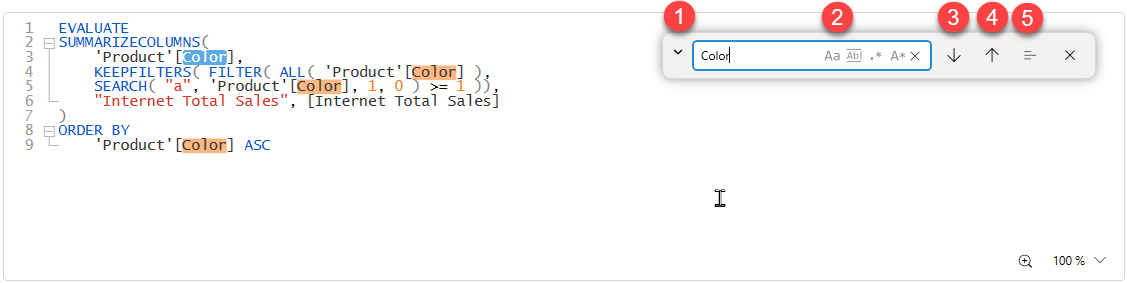 1 2 3 4 5
Color Aa Abl .* A*
1 EVALUATE
2 SUMMARIZECOLUMNS(
3 'Product'[Color],
4 KEEPFILTERS( FILTER( ALL( 'Product'[Color] ),
5 SEARCH( "a", 'Product'[Color], 1, 0 ) >= 1 )),
6 "Internet Total Sales", [Internet Total Sales]
7 )
8 ORDER BY
9 'Product'[Color] ASC
100 %